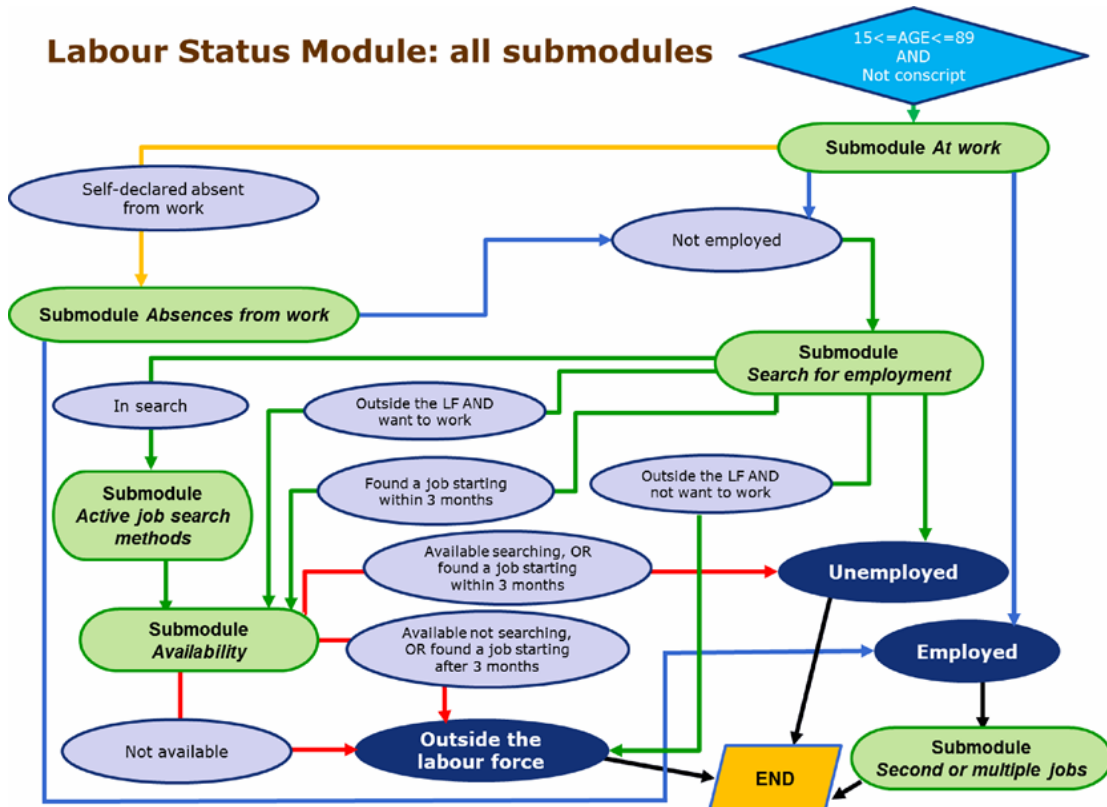 Labour Status Module: all submodules
15<=AGE<=89
AND
Not conscript
Submodule At work
Self-declared absent
from work
Not employed
Submodule Absences from work
Submodule
Search for employment
In search
Outside the LF AND
want to work
Submodule
Active job search
methods
Found a job starting
within 3 months
Outside the LF AND
not want to work
Available searching, OR
found a job starting
within 3 months
Unemployed
Submodule
Availability
Available not searching,
OR found a job starting
after 3 months
Employed
Not available
Outside the
labour force
END
Submodule
Second or multiple jobs